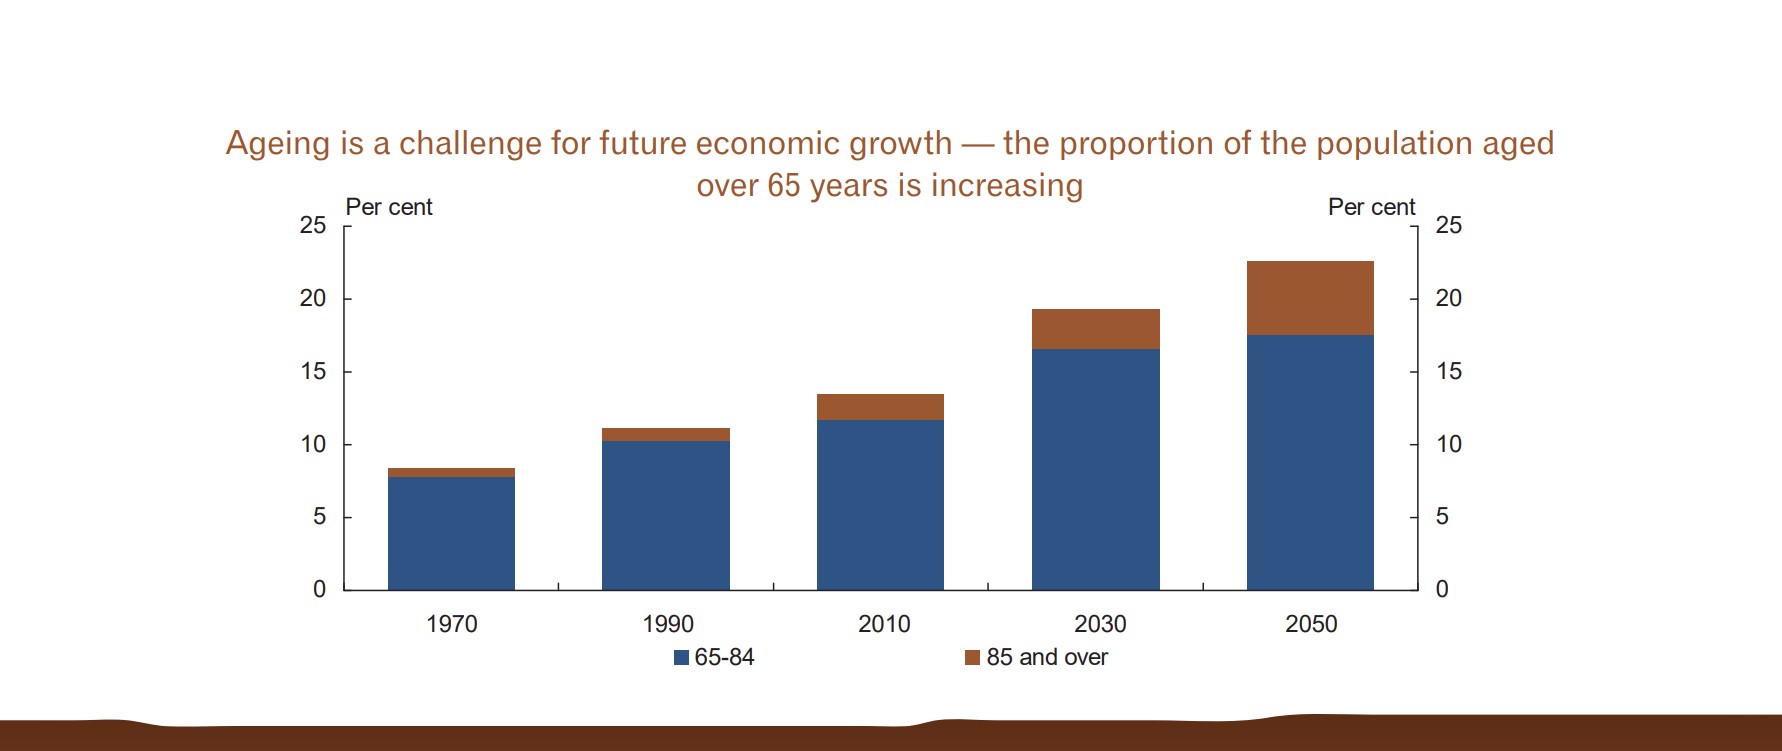 Ageing is a challenge for future economic growth — the proportion of the population aged
over 65 years is increasing
Per cent Per cent
25 25
20 20
15 15
10 10
5 5
0 0
1970 1990 2010 2030 2050
65-84 85 and over